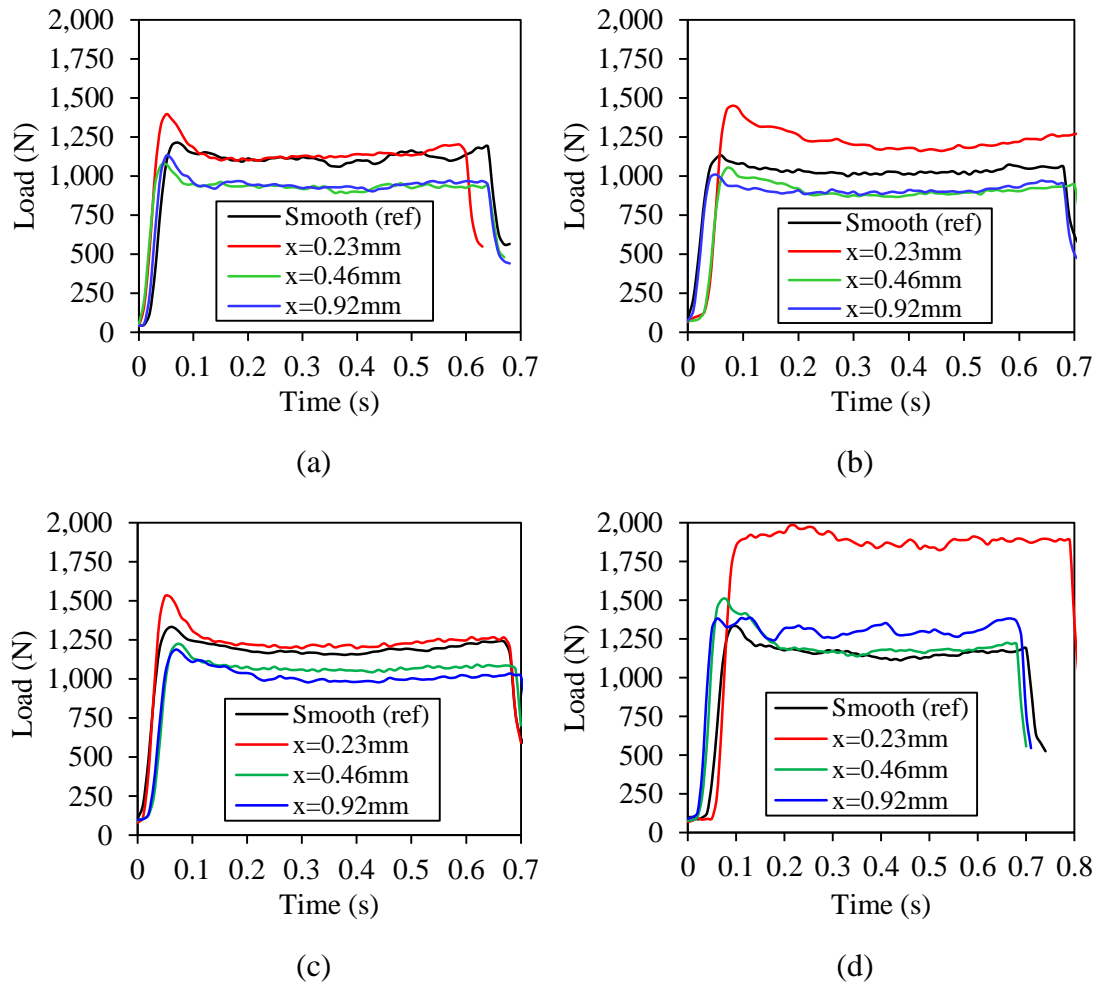 2,000
1,750
1,500
1,250
1,000
750
500
250
0
Load (N)
Smooth (ref)
x=0.23mm
x=0.46mm
x=0.92mm
0 0.1 0.2 0.3 0.4 0.5 0.6 0.7
Time (s)
(a)
2,000
1,750
1,500
1,250
1,000
750
500
250
0
Load (N)
Smooth (ref)
x=0.23mm
x=0.46mm
x=0.92mm
0 0.1 0.2 0.3 0.4 0.5 0.6 0.7
Time (s)
(b)
2,000
1,750
1,500
1,250
1,000
750
500
250
0
Load (N)
Smooth (ref)
x=0.23mm
x=0.46mm
x=0.92mm
0 0.1 0.2 0.3 0.4 0.5 0.6 0.7
Time (s)
(c)
2,000
1,750
1,500
1,250
1,000
750
500
250
0
Load (N)
Smooth (ref)
x=0.23mm
x=0.46mm
x=0.92mm
0 0.1 0.2 0.3 0.4 0.5 0.6 0.7 0.8
Time (s)
(d)